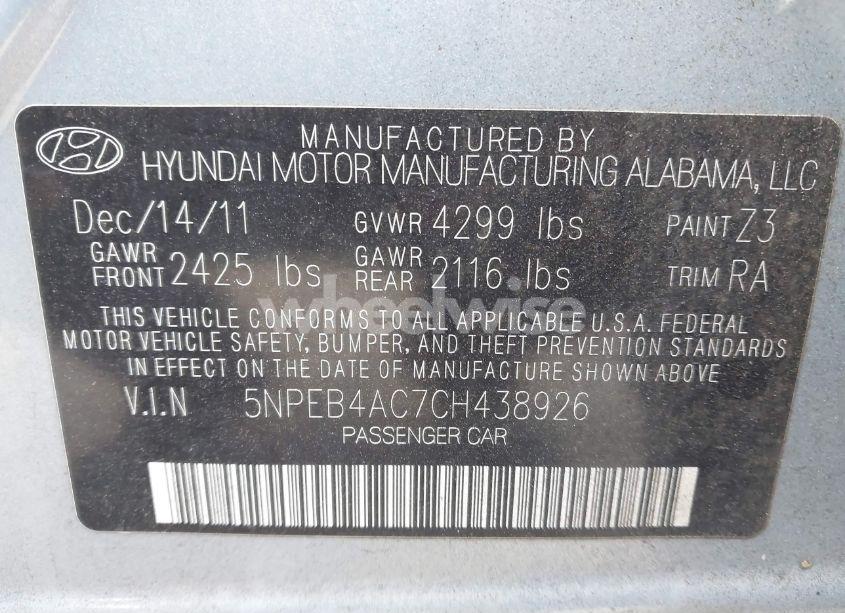 MANUFACTURED BY
HYUNDAI MOTOR MANUFACTURING ALABAMA, LLC
Dec/14/11 GVWR 4299 lbs PAINT Z3
GAWR FRONT 2425 lbs GAWR REAR 2116 lbs TRIM RA
wheelwise
THIS VEHICLE CONFORMS TO ALL APPLICABLE U.S.A. FEDERAL
MOTOR VEHICLE SAFETY, BUMPER, AND THEFT PREVENTION STANDARDS
IN EFFECT ON THE DATE OF MANUFACTURE SHOWN ABOVE.
V.I.N 5NPEB4AC7CH438926
PASSENGER CAR